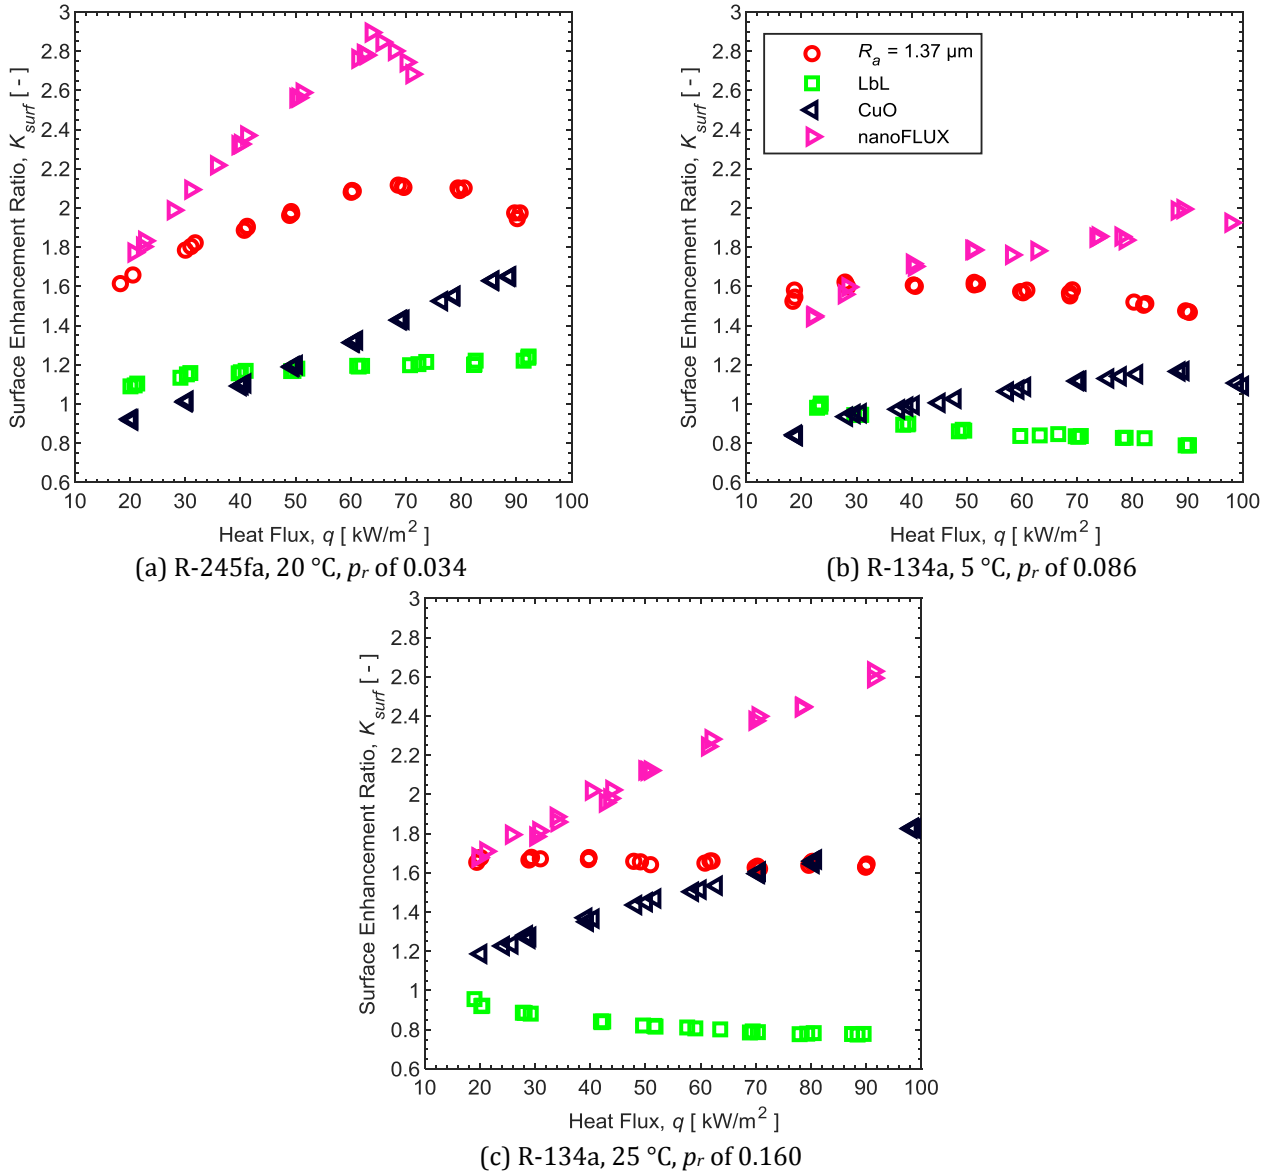 3
2.8
2.6
2.4
2.2
2
1.8
1.6
1.4
1.2
1
0.8
0.6
10 20 30 40 50 60 70 80 90 100
Surface Enhancement Ratio, K_surf [ - ]
Heat Flux, q [ kW/m² ]
(a) R-245fa, 20 °C, pᵣ of 0.034
3
2.8
2.6
2.4
2.2
2
1.8
1.6
1.4
1.2
1
0.8
0.6
10 20 30 40 50 60 70 80 90 100
Surface Enhancement Ratio, K_surf [ - ]
R_a = 1.37 μm
LbL
CuO
nanoFLUX
Heat Flux, q [ kW/m² ]
(b) R-134a, 5 °C, pᵣ of 0.086
3
2.8
2.6
2.4
2.2
2
1.8
1.6
1.4
1.2
1
0.8
0.6
10 20 30 40 50 60 70 80 90 100
Surface Enhancement Ratio, K_surf [ - ]
Heat Flux, q [ kW/m² ]
(c) R-134a, 25 °C, pᵣ of 0.160